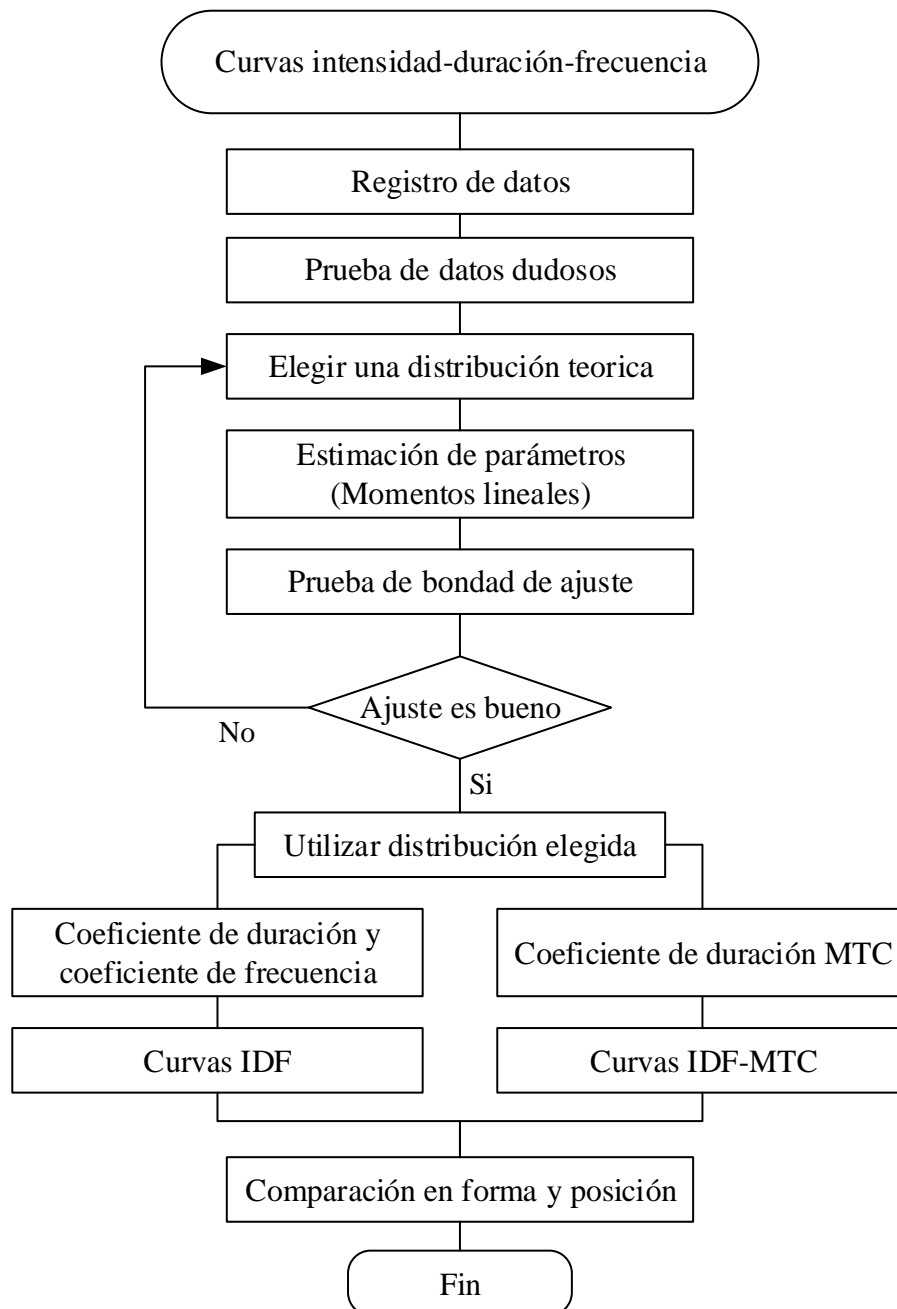 Curvas intensidad-duración-frecuencia
Registro de datos
Prueba de datos dudosos
Elegir una distribución teorica
Estimación de parámetros
(Momentos lineales)
Prueba de bondad de ajuste
Ajuste es bueno
No
Si
Utilizar distribución elegida
Coeficiente de duración y
coeficiente de frecuencia
Coeficiente de duración MTC
Curvas IDF
Curvas IDF-MTC
Comparación en forma y posición
Fin